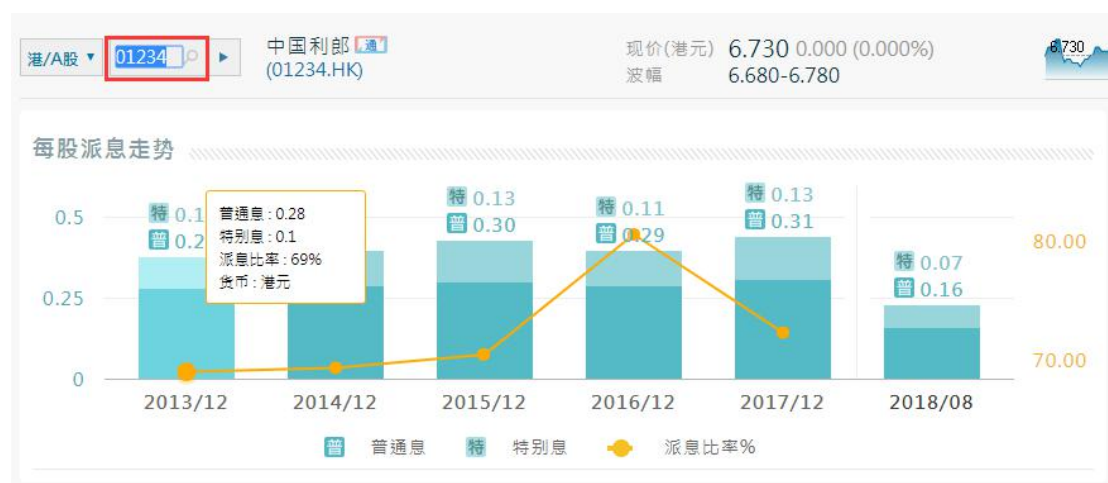 港/A股 ▼ 01234 ▶ 中国利郎 通
(01234.HK)
现价(港元) 6.730 0.000 (0.000%)
波幅 6.680-6.780
6.730
每股派息走势
0.5
0.25
0
80.00
70.00
特 0.1
普 0.2
普通息 : 0.28
特别息 : 0.1
派息比率 : 69%
货币 : 港元
特 0.13
普 0.30
特 0.11
普 0.29
特 0.13
普 0.31
特 0.07
普 0.16
2013/12 2014/12 2015/12 2016/12 2017/12 2018/08
普 普通息 特 特别息 派息比率%